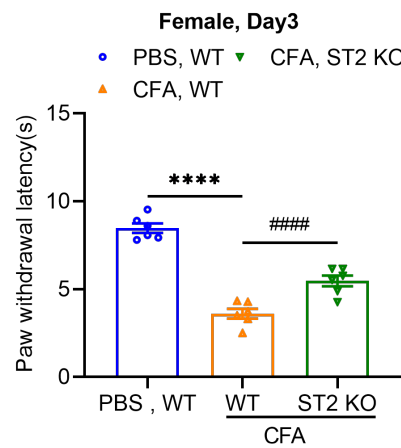 Female, Day3
PBS, WT
CFA, ST2 KO
CFA, WT
Paw withdrawal latency(s)
15
10
5
0
****
####
PBS , WT
WT
ST2 KO
CFA